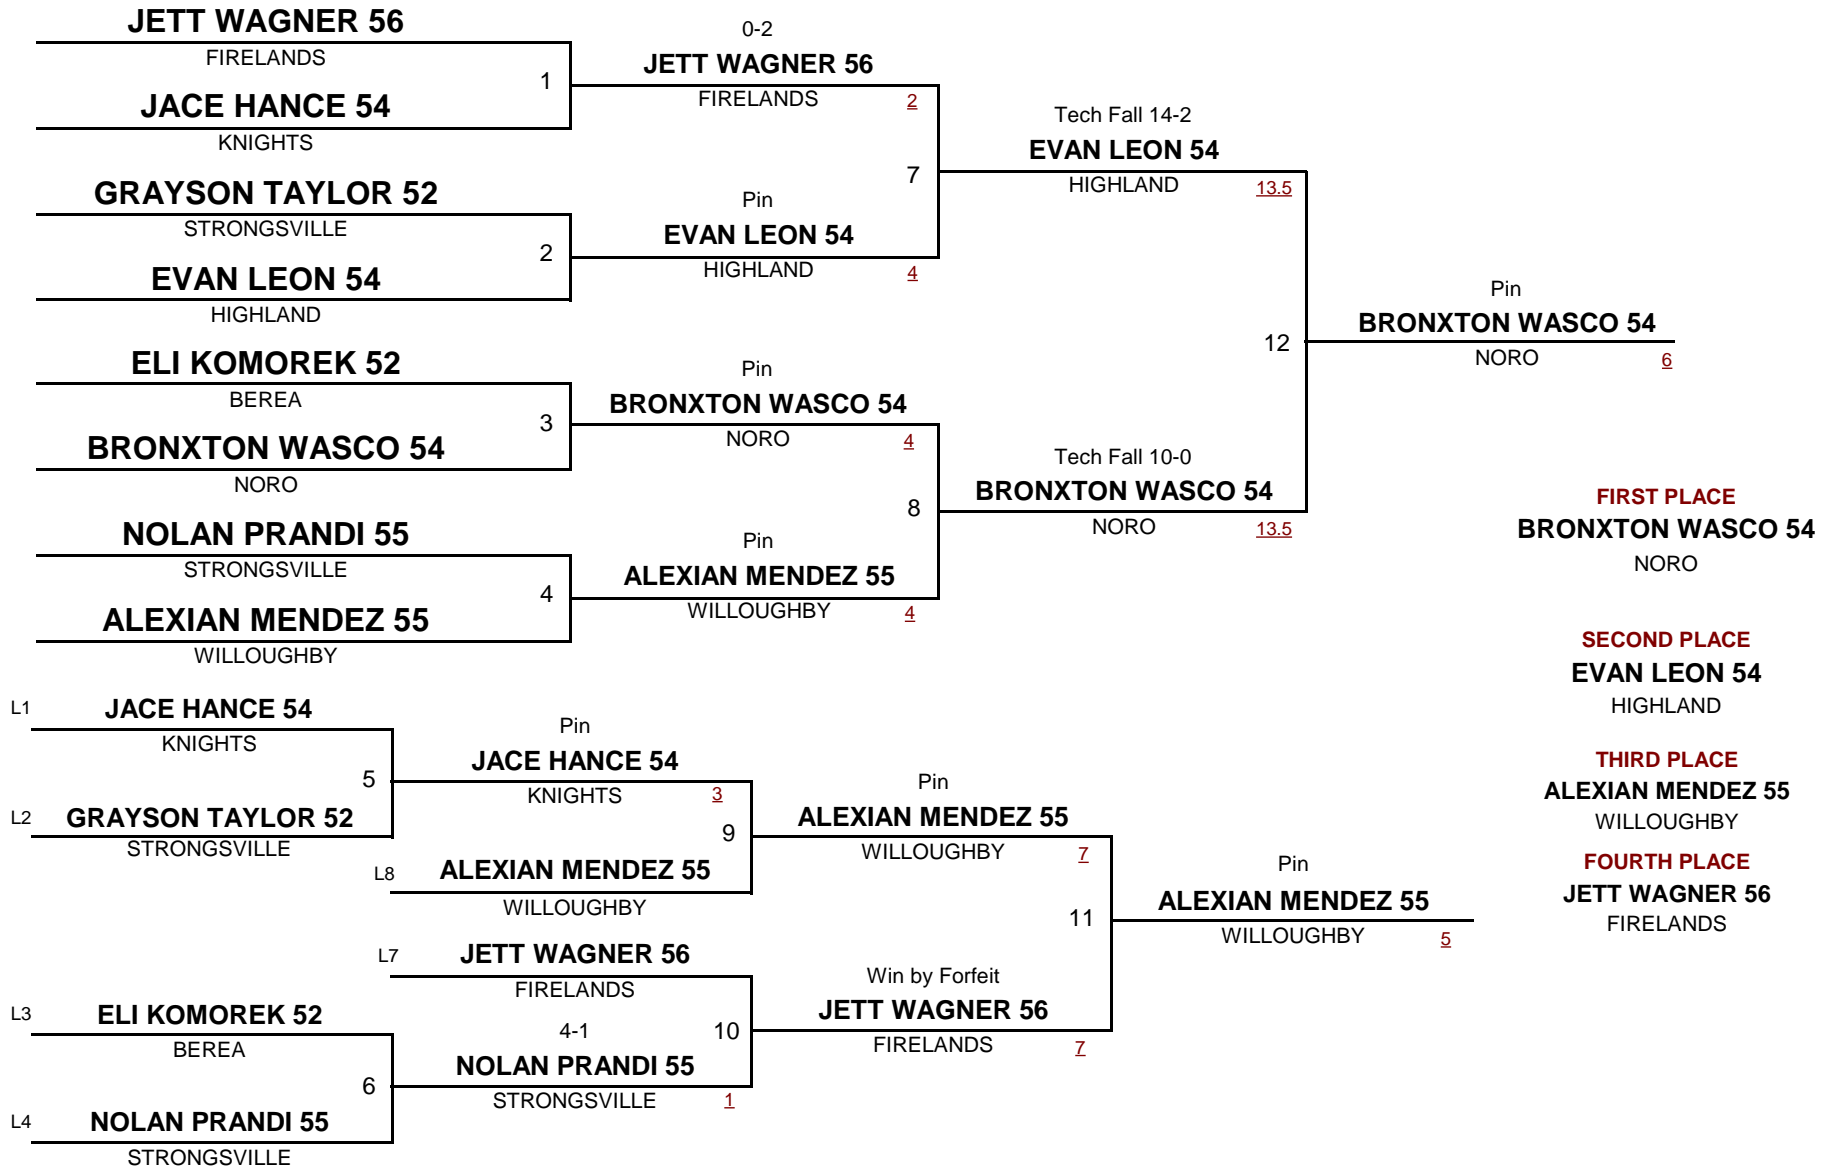 JETT WAGNER 56
FIRELANDS
1
JACE HANCE 54
KNIGHTS
GRAYSON TAYLOR 52
STRONGSVILLE
2
EVAN LEON 54
HIGHLAND
ELI KOMOREK 52
BEREA
3
BRONXTON WASCO 54
NORO
NOLAN PRANDI 55
STRONGSVILLE
4
ALEXIAN MENDEZ 55
WILLOUGHBY
0-2
JETT WAGNER 56
FIRELANDS 2
7
Pin
EVAN LEON 54
HIGHLAND 4
Pin
BRONXTON WASCO 54
NORO 4
8
Pin
ALEXIAN MENDEZ 55
WILLOUGHBY 4
Tech Fall 14-2
EVAN LEON 54
HIGHLAND 13.5
12
Tech Fall 10-0
BRONXTON WASCO 54
NORO 13.5
Pin
BRONXTON WASCO 54
NORO 6
FIRST PLACE
BRONXTON WASCO 54
NORO
SECOND PLACE
EVAN LEON 54
HIGHLAND
THIRD PLACE
ALEXIAN MENDEZ 55
WILLOUGHBY
FOURTH PLACE
JETT WAGNER 56
FIRELANDS
L1 JACE HANCE 54
KNIGHTS
5
L2 GRAYSON TAYLOR 52
STRONGSVILLE
Pin
JACE HANCE 54
KNIGHTS 3
9
L8 ALEXIAN MENDEZ 55
WILLOUGHBY
L7 JETT WAGNER 56
FIRELANDS
10
L3 ELI KOMOREK 52
BEREA
6
L4 NOLAN PRANDI 55
STRONGSVILLE
4-1
NOLAN PRANDI 55
STRONGSVILLE 1
Pin
ALEXIAN MENDEZ 55
WILLOUGHBY 7
11
Win by Forfeit
JETT WAGNER 56
FIRELANDS 7
Pin
ALEXIAN MENDEZ 55
WILLOUGHBY 5